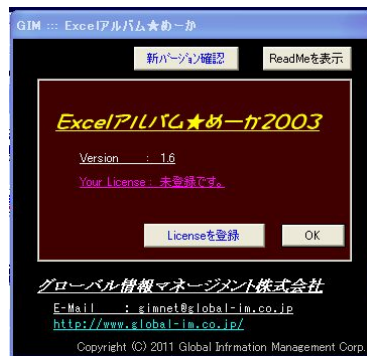 GIM ::: Excelアルバム★めーか
新バージョン確認 ReadMeを表示
Excelアルバム★めーか2003
Version : 1.6
Your License : 未登録です。
Licenseを登録 OK
グローバル情報マネージメント株式会社
E-Mail : gimnet@global-im.co.jp
http://www.global-im.co.jp/
Copyright (C) 2011 Global Infrmation Management Corp.